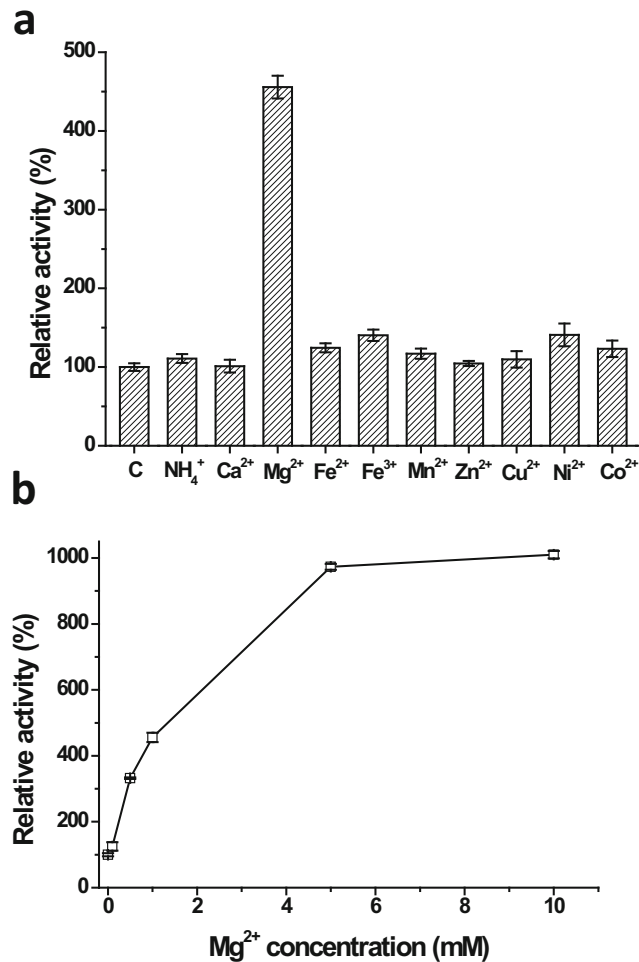 a
Relative activity (%)
500
450
300
200
100
0
C NH₄⁺ Ca²⁺ Mg²⁺ Fe²⁺ Fe³⁺ Mn²⁺ Zn²⁺ Cu²⁺ Ni²⁺ Co²⁺
b
Relative activity (%)
1000
800
600
400
200
0
0 2 4 6 8 10
Mg²⁺ concentration (mM)